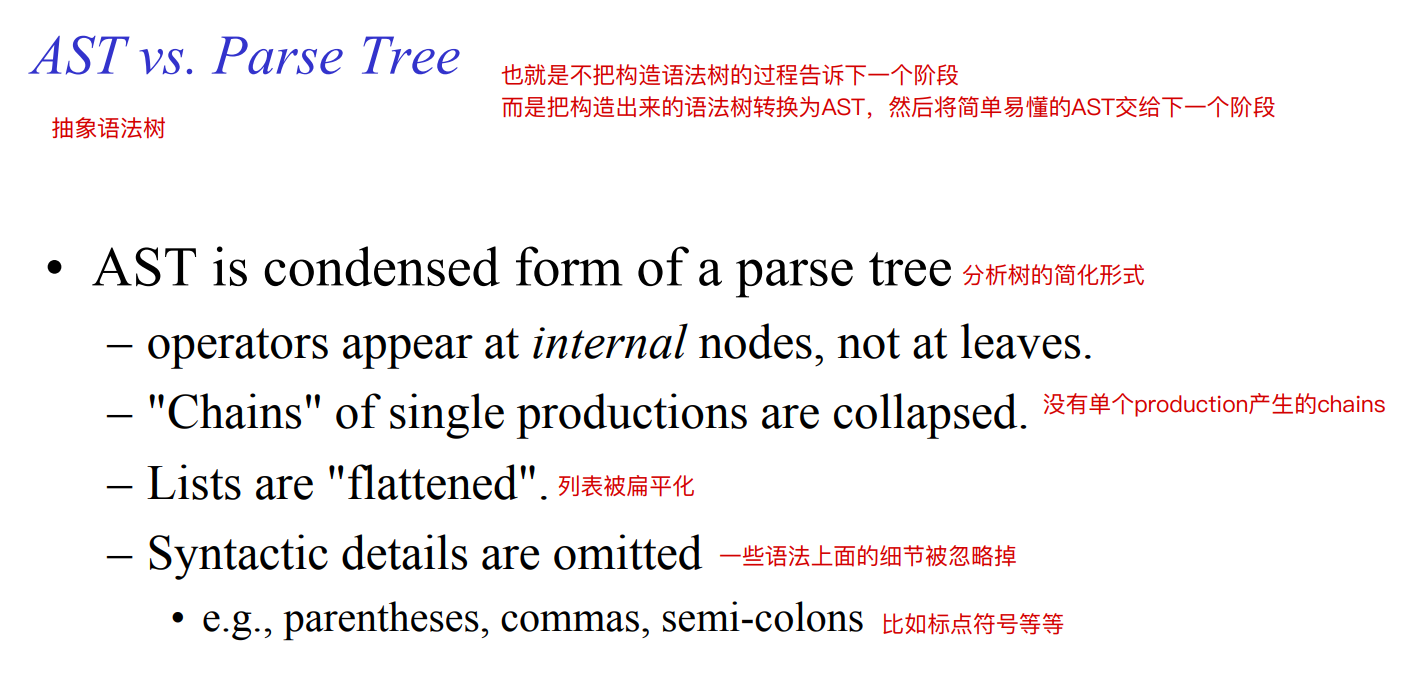 AST vs. Parse Tree
也就是不把构造语法树的过程告诉下一个阶段
而是把构造出来的语法树转换为AST，然后将简单易懂的AST交给下一个阶段
抽象语法树
• AST is condensed form of a parse tree 分析树的简化形式
– operators appear at internal nodes, not at leaves.
– "Chains" of single productions are collapsed. 没有单个production产生的chains
– Lists are "flattened". 列表被扁平化
– Syntactic details are omitted 一些语法上面的细节被忽略掉
• e.g., parentheses, commas, semi-colons 比如标点符号等等